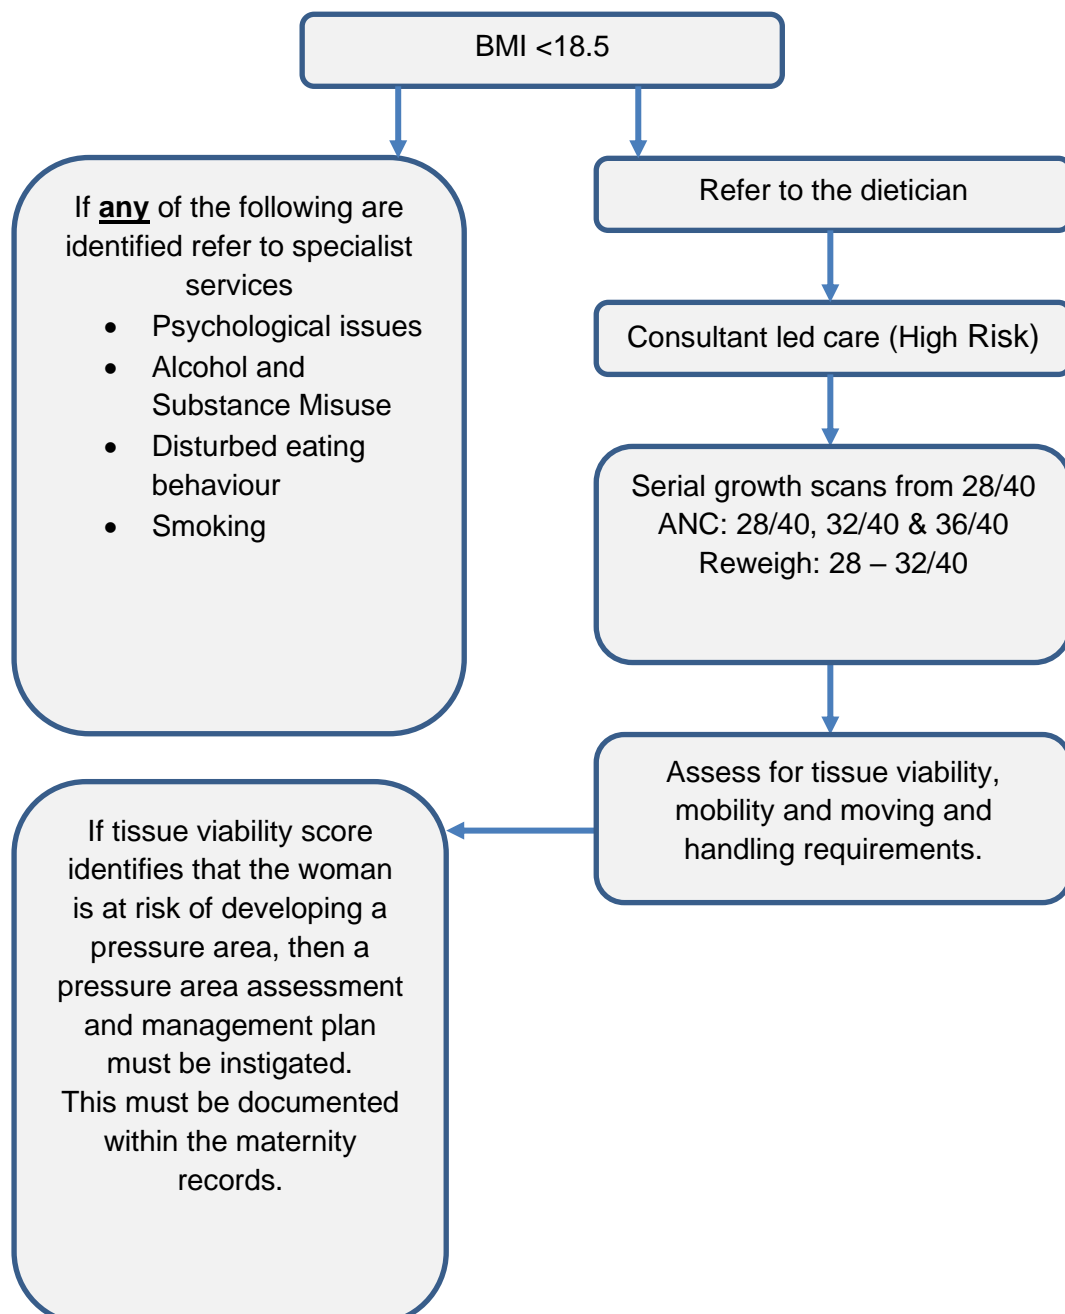 BMI <18.5
If any of the following are
identified refer to specialist
services
• Psychological issues
• Alcohol and
Substance Misuse
• Disturbed eating
behaviour
• Smoking
Refer to the dietician
Consultant led care (High Risk)
Serial growth scans from 28/40
ANC: 28/40, 32/40 & 36/40
Reweigh: 28 – 32/40
Assess for tissue viability,
mobility and moving and
handling requirements.
If tissue viability score
identifies that the woman
is at risk of developing a
pressure area, then a
pressure area assessment
and management plan
must be instigated.
This must be documented
within the maternity
records.